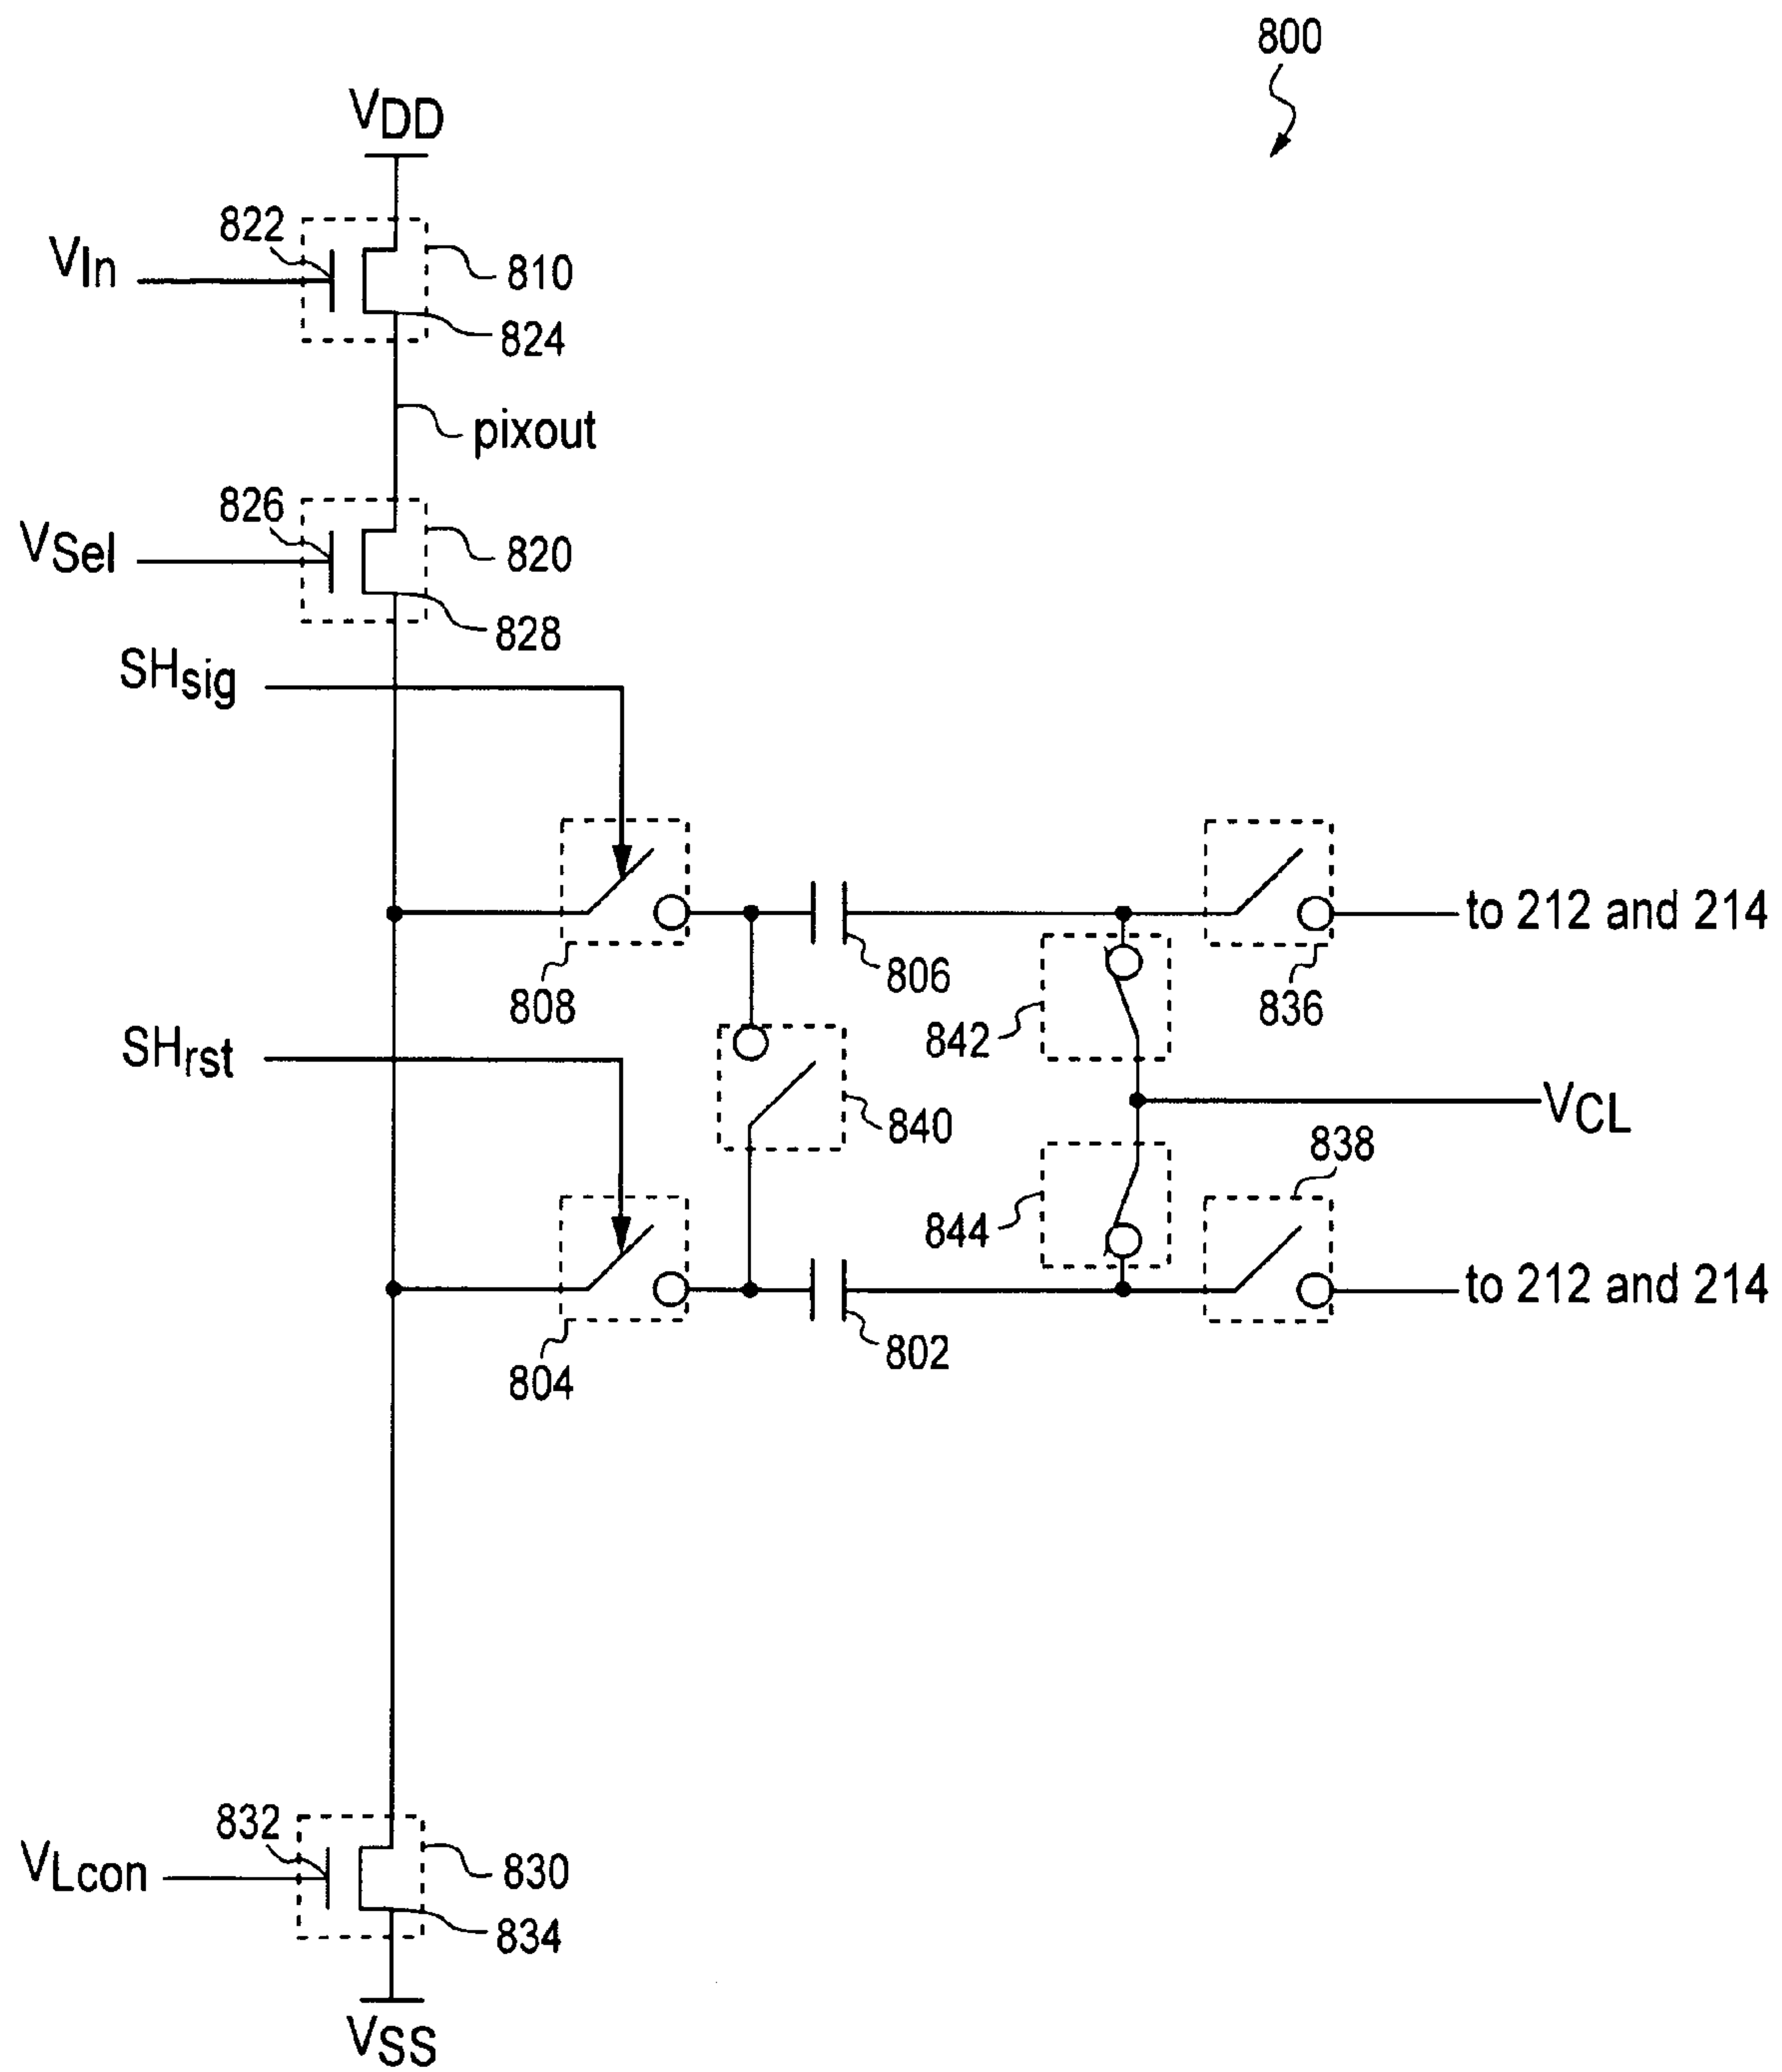 800
VDD
822
VIn
810
824
pixout
826
VSel
820
828
SHsig
to 212 and 214
806
808
836
842
SHrst
840
VCL
838
844
to 212 and 214
802
804
832
VLcon
830
834
VSS